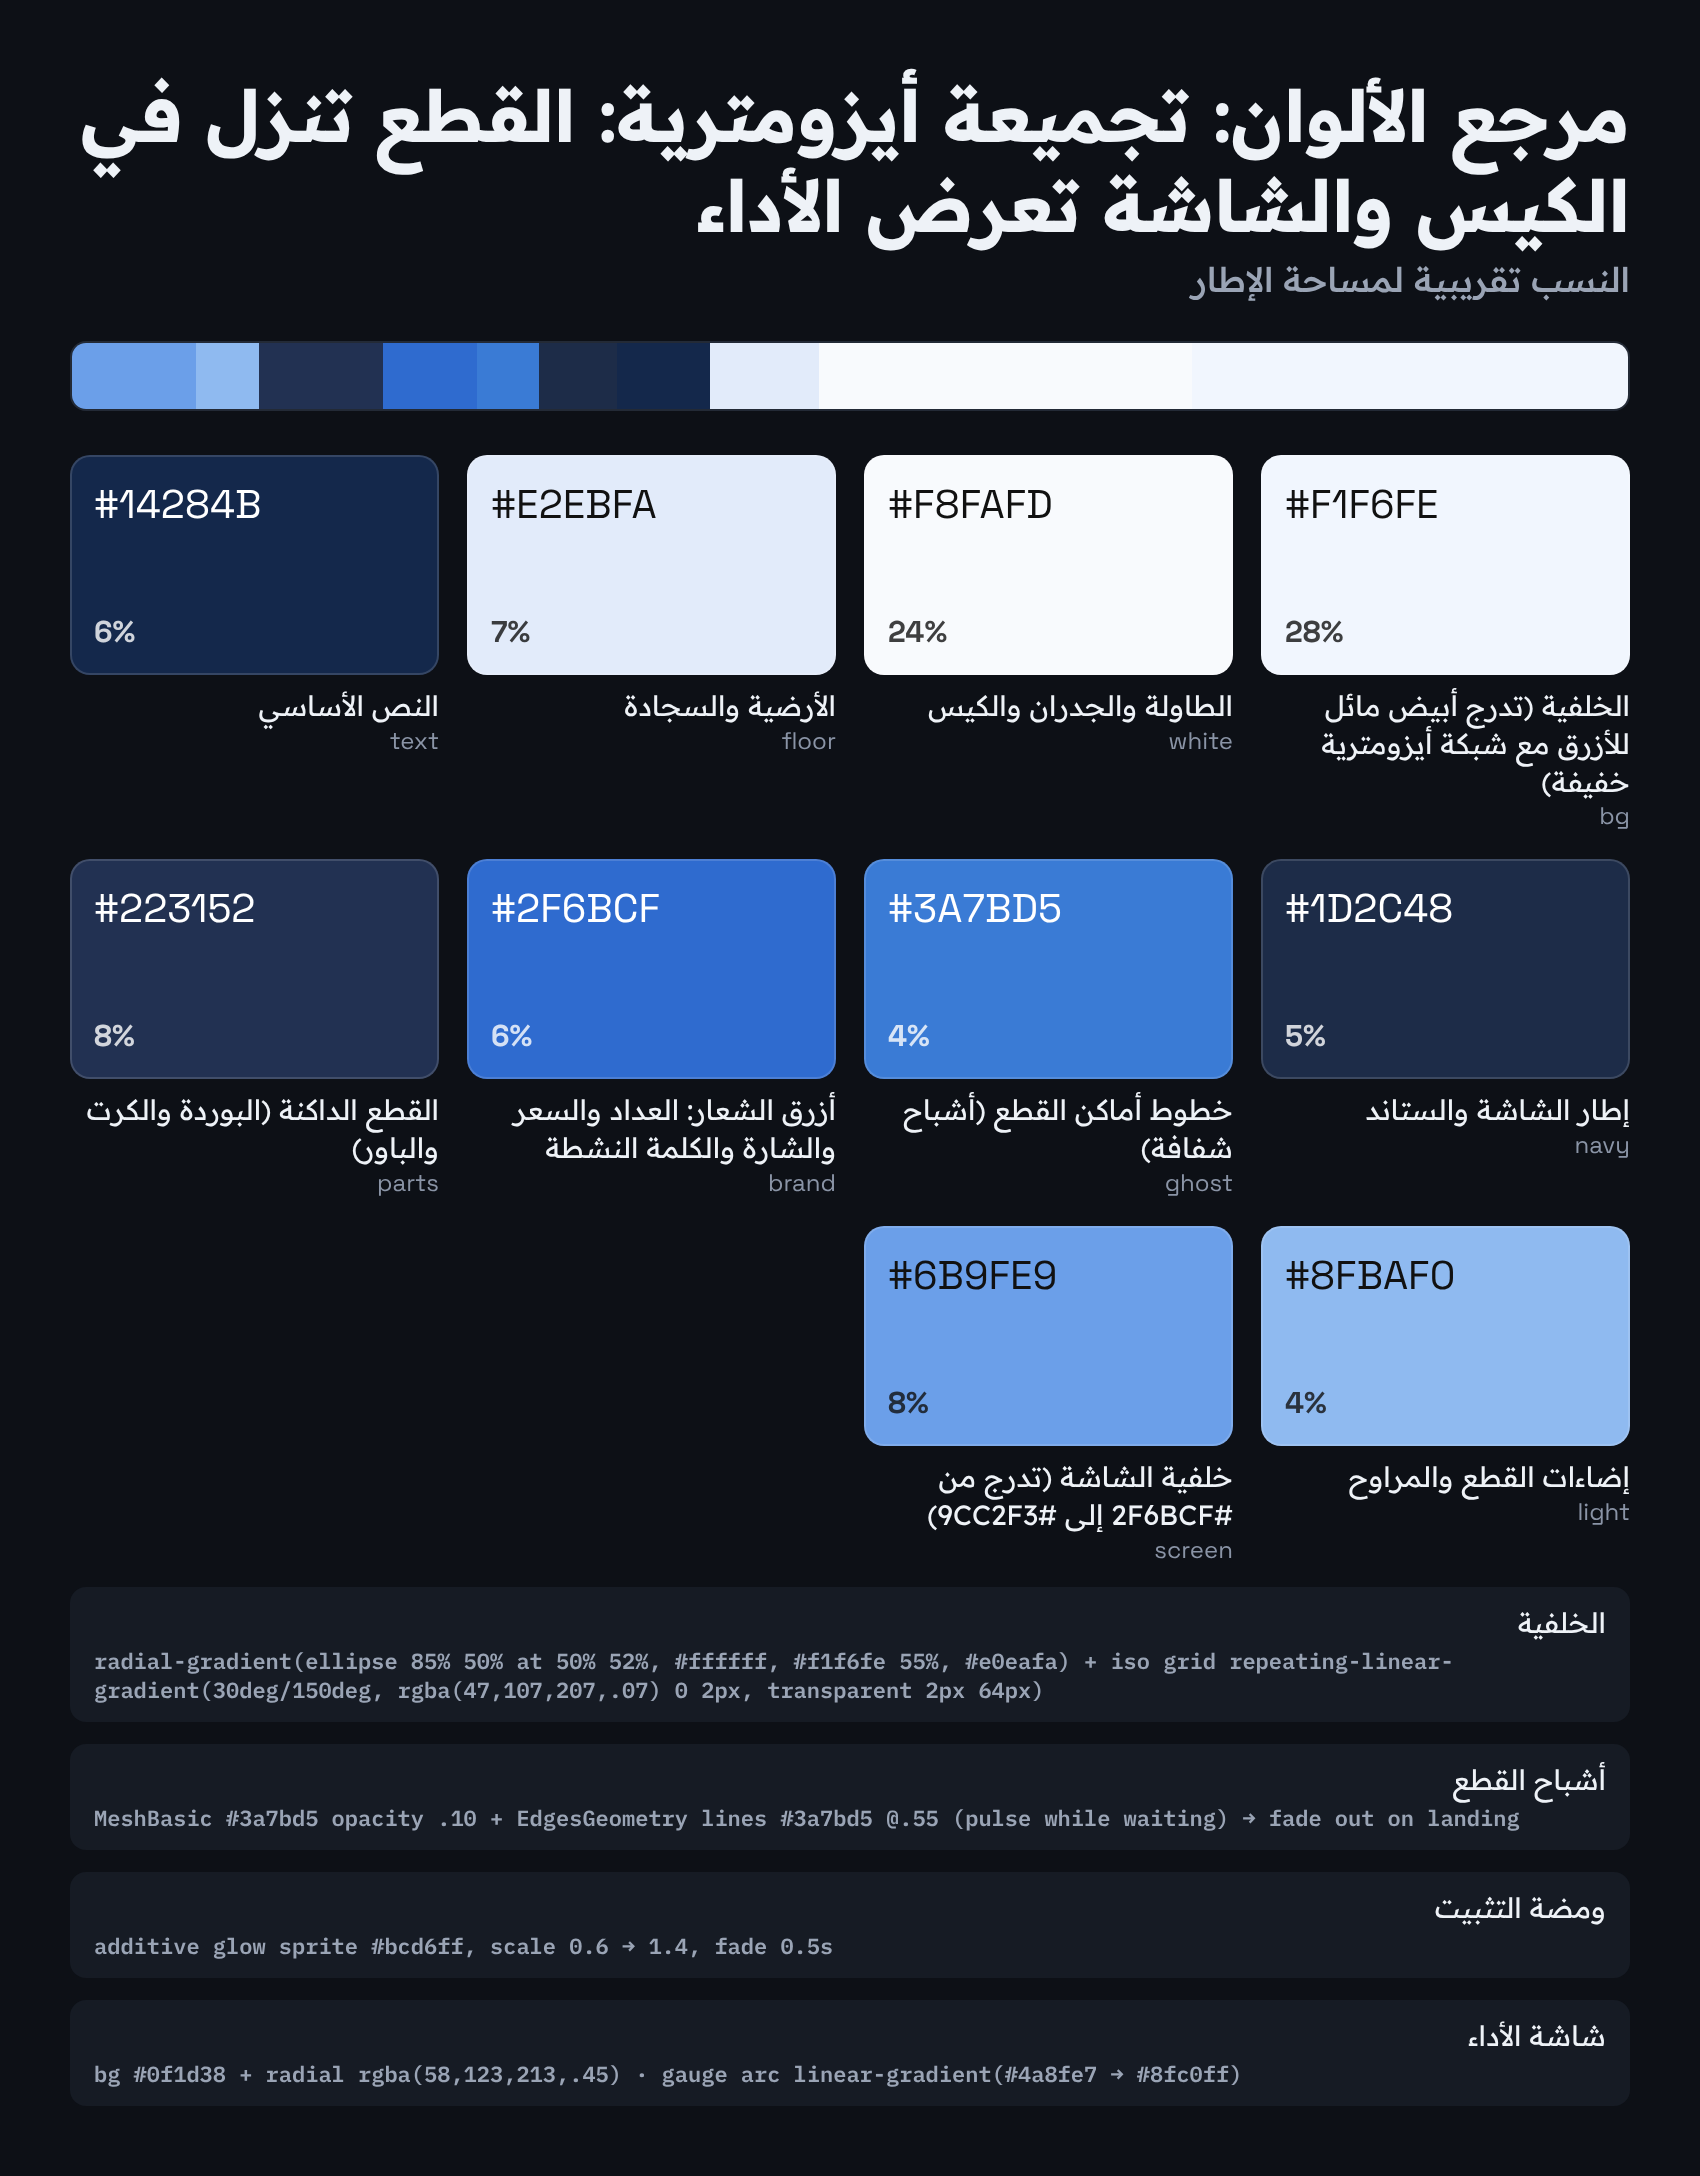 مرجع الألوان: تجميعة أيزومترية: القطع تنزل في
الكيس والشاشة تعرض الأداء
النسب تقريبية لمساحة الإطار
#F1F6FE
28%
الخلفية (تدرج أبيض مائل
للأزرق مع شبكة أيزومترية
خفيفة)
bg
#F8FAFD
24%
الطاولة والجدران والكيس
white
#E2EBFA
7%
الأرضية والسجادة
floor
#14284B
6%
النص الأساسي
text
#1D2C48
5%
إطار الشاشة والستاند
navy
#3A7BD5
4%
خطوط أماكن القطع (أشباح
شفافة)
ghost
#2F6BCF
6%
أزرق الشعار: العداد والسعر
والشارة والكلمة النشطة
brand
#223152
8%
القطع الداكنة (البوردة والكرت
والباور)
parts
#8FBAF0
4%
إضاءات القطع والمراوح
light
#6B9FE9
8%
خلفية الشاشة (تدرج من
#2F6BCF إلى #9CC2F3)
screen
الخلفية
radial-gradient(ellipse 85% 50% at 50% 52%, #ffffff, #f1f6fe 55%, #e0eafa) + iso grid repeating-linear-
gradient(30deg/150deg, rgba(47,107,207,.07) 0 2px, transparent 2px 64px)
أشباح القطع
MeshBasic #3a7bd5 opacity .10 + EdgesGeometry lines #3a7bd5 @.55 (pulse while waiting) → fade out on landing
ومضة التثبيت
additive glow sprite #bcd6ff, scale 0.6 → 1.4, fade 0.5s
شاشة الأداء
bg #0f1d38 + radial rgba(58,123,213,.45) · gauge arc linear-gradient(#4a8fe7 → #8fc0ff)